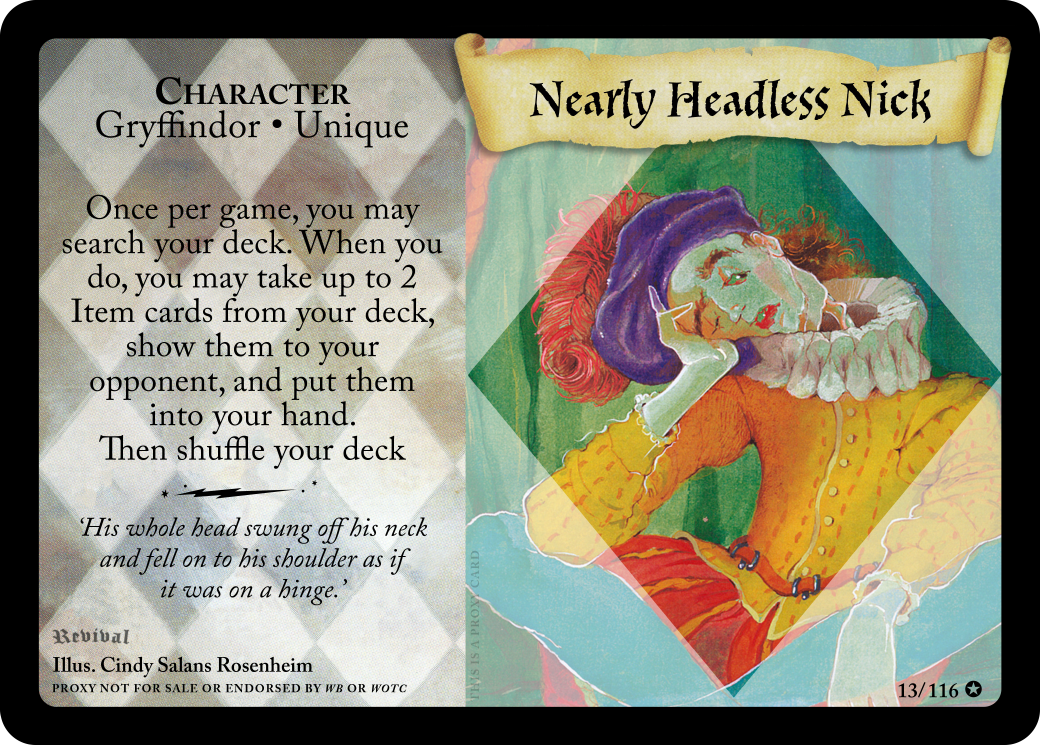 Nearly Headless Nick
Character
Gryffindor • Unique
Once per game, you may
search your deck. When you
do, you may take up to 2
Item cards from your deck,
show them to your
opponent, and put them
into your hand.
Then shuffle your deck
‘His whole head swung off his neck
and fell on to his shoulder as if
it was on a hinge.’
Revival
Illus. Cindy Salans Rosenheim
PROXY NOT FOR SALE OR ENDORSED BY WB OR WOTC
THIS IS A PROXY CARD
13/116 ✪